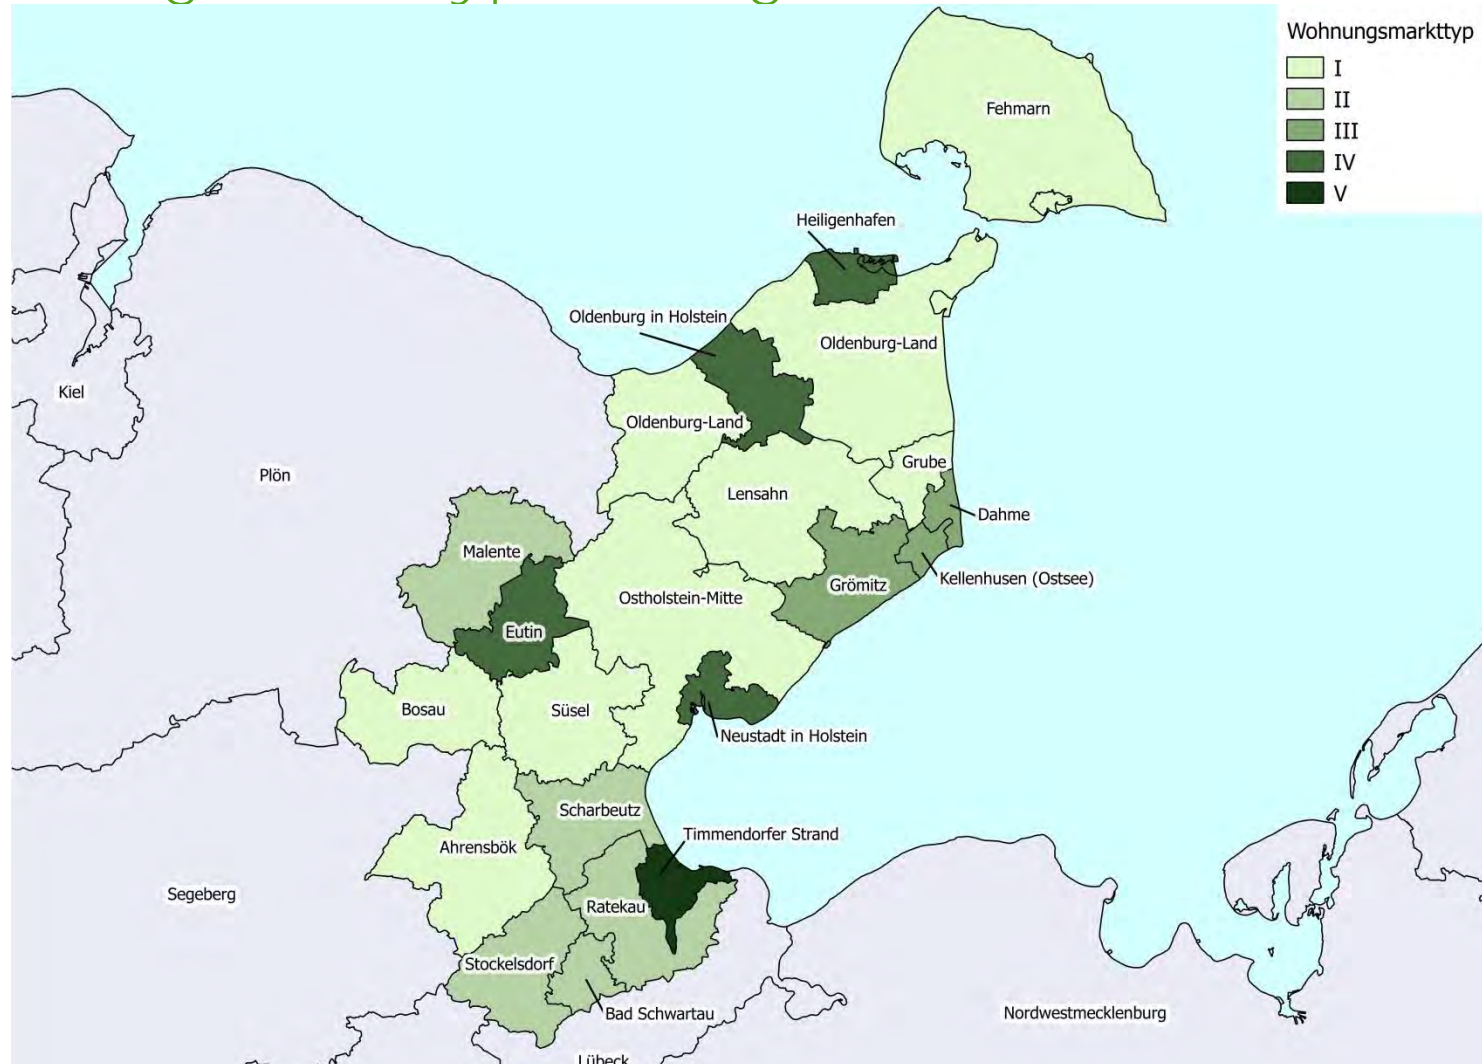 Wohnungsmarkttyp
I
II
III
IV
V
Fehmarn
Heiligenhafen
Oldenburg in Holstein
Oldenburg-Land
Kiel
Oldenburg-Land
Grube
Plön
Lensahn
Dahme
Malente
Kellenhusen (Ostsee)
Grömitz
Ostholstein-Mitte
Eutin
Bosau
Süsel
Neustadt in Holstein
Scharbeutz
Timmendorfer Strand
Ahrensbök
Segeberg
Ratekau
Stockelsdorf
Bad Schwartau
Nordwestmecklenburg
Lübeck